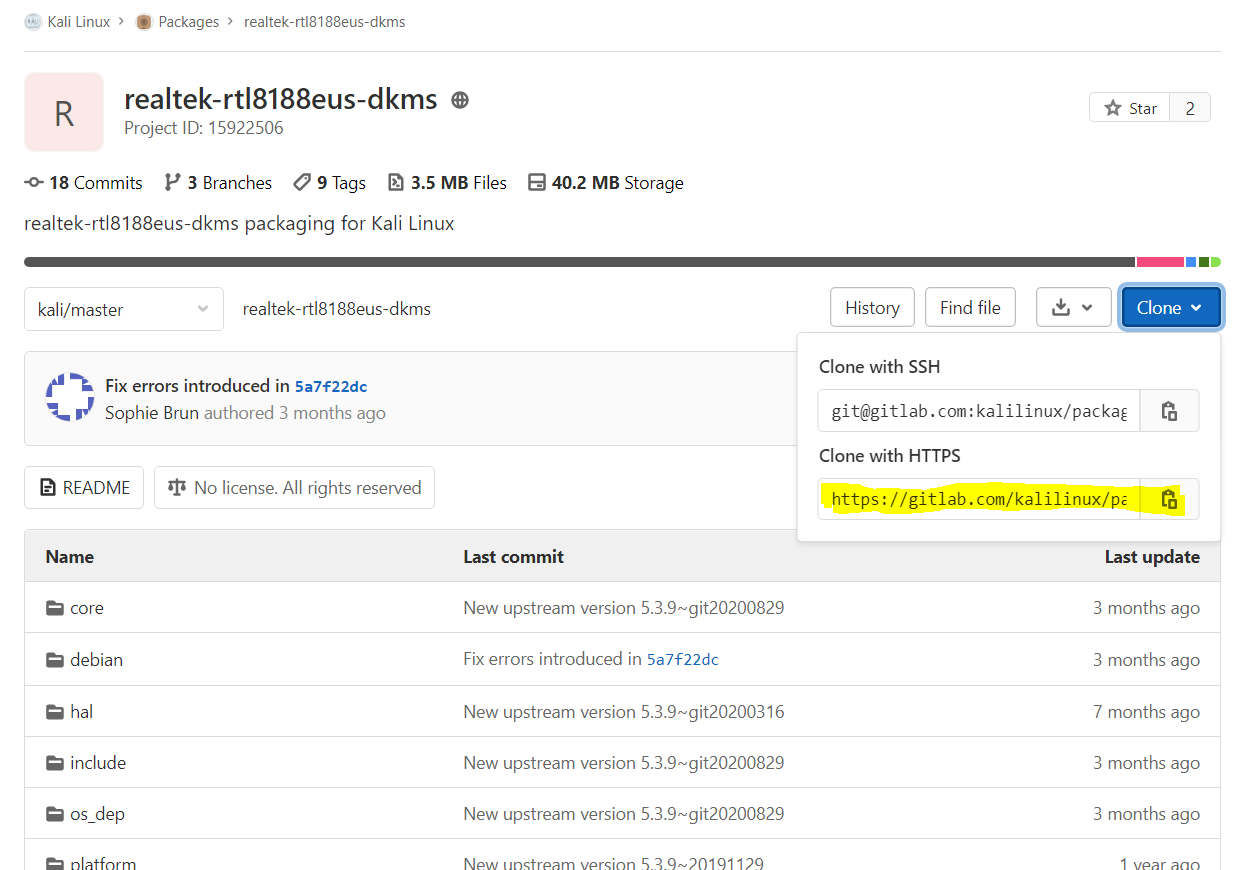 Kali Linux > Packages > realtek-rtl8188eus-dkms
R
realtek-rtl8188eus-dkms
Project ID: 15922506
Star 2
18 Commits 3 Branches 9 Tags 3.5 MB Files 40.2 MB Storage
realtek-rtl8188eus-dkms packaging for Kali Linux
kali/master realtek-rtl8188eus-dkms History Find file Clone
Fix errors introduced in 5a7f22dc
Sophie Brun authored 3 months ago
Clone with SSH
git@gitlab.com:kalilinux/packag
Clone with HTTPS
https://gitlab.com/kalilinux/pa
README No license. All rights reserved
Name Last commit Last update
core New upstream version 5.3.9~git20200829 3 months ago
debian Fix errors introduced in 5a7f22dc 3 months ago
hal New upstream version 5.3.9~git20200316 7 months ago
include New upstream version 5.3.9~git20200829 3 months ago
os_dep New upstream version 5.3.9~git20200829 3 months ago
platform New upstream version 5.3.9~20191129 1 year ago